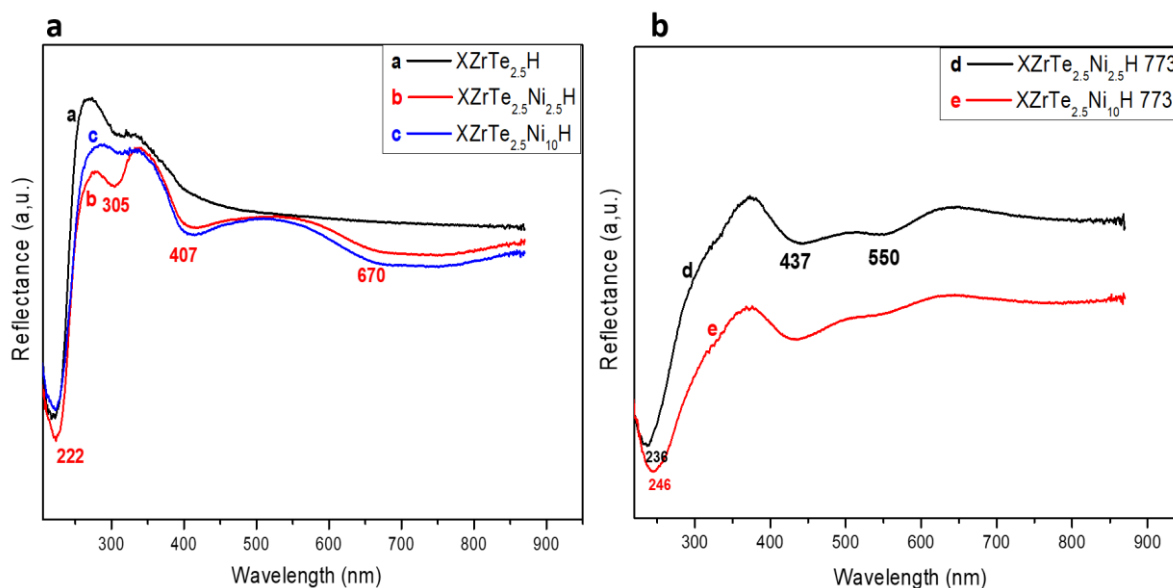 a
a XZrTe2.5H
b XZrTe2.5Ni2.5H
c XZrTe2.5Ni10H
a
c
b
305
407
670
222
Reflectance (a,u.)
300 400 500 600 700 800 900
Wavelength (nm)
b
d XZrTe2.5Ni2.5H 773
e XZrTe2.5Ni10H 773
d
437
550
e
236
246
Reflectance (a.u.)
300 400 500 600 700 800 900
Wavelength (nm)